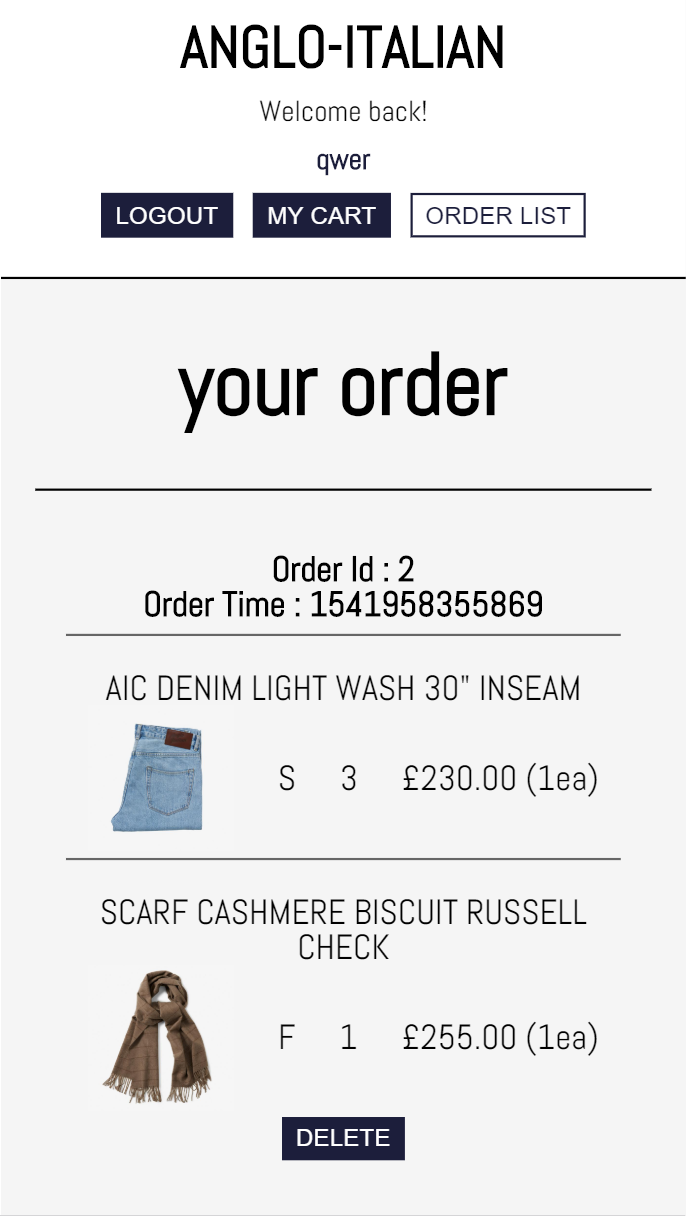 ANGLO-ITALIAN
Welcome back!
qwer
LOGOUT MY CART ORDER LIST
your order
Order Id : 2
Order Time : 1541958355869
AIC DENIM LIGHT WASH 30" INSEAM
S 3 £230.00 (1ea)
SCARF CASHMERE BISCUIT RUSSELL
CHECK
F 1 £255.00 (1ea)
DELETE